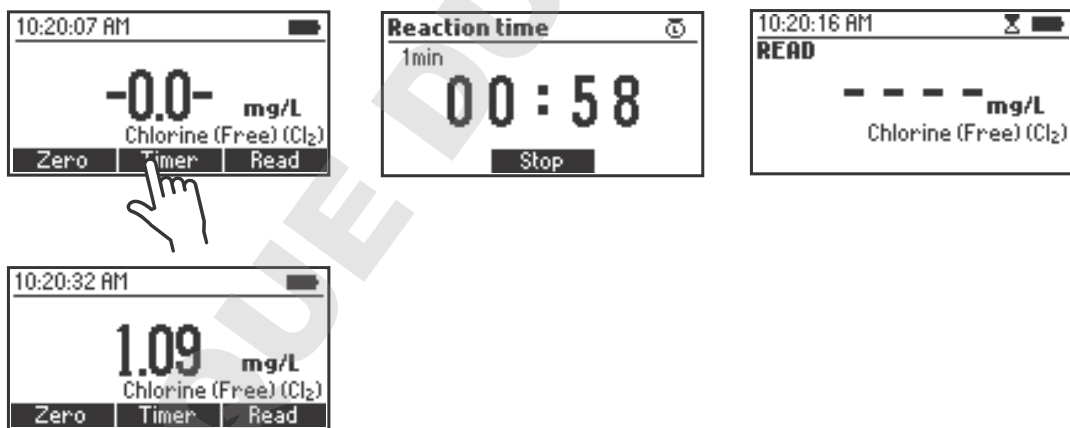 10:20:07 AM
-0.0- mg/L
Chlorine (Free) (Cl₂)
Zero Timer Read
Reaction time
1min
00:58
Stop
10:20:16 AM
READ
---- mg/L
Chlorine (Free) (Cl₂)
10:20:32 AM
1.09 mg/L
Chlorine (Free) (Cl₂)
Zero Timer Read